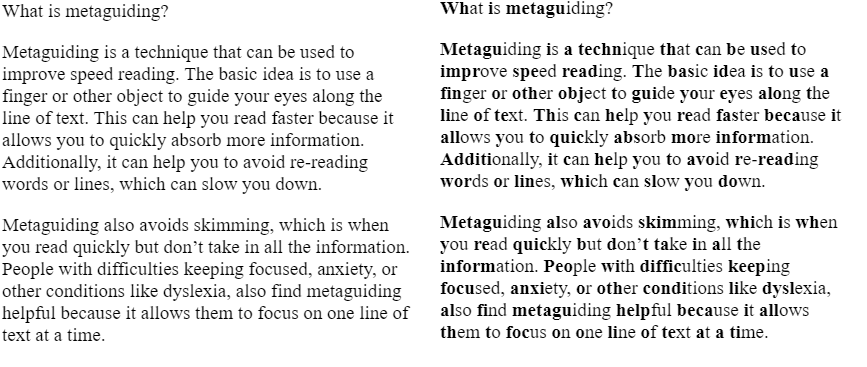 What is metaguiding?
Metaguiding is a technique that can be used to
improve speed reading. The basic idea is to use a
finger or other object to guide your eyes along the
line of text. This can help you read faster because it
allows you to quickly absorb more information.
Additionally, it can help you to avoid re-reading
words or lines, which can slow you down.
Metaguiding also avoids skimming, which is when
you read quickly but don’t take in all the information.
People with difficulties keeping focused, anxiety, or
other conditions like dyslexia, also find metaguiding
helpful because it allows them to focus on one line of
text at a time.
What is metaguiding?
Metaguiding is a technique that can be used to
improve speed reading. The basic idea is to use a
finger or other object to guide your eyes along the
line of text. This can help you read faster because it
allows you to quickly absorb more information.
Additionally, it can help you to avoid re-reading
words or lines, which can slow you down.
Metaguiding also avoids skimming, which is when
you read quickly but don’t take in all the
information. People with difficulties keeping
focused, anxiety, or other conditions like dyslexia,
also find metaguiding helpful because it allows
them to focus on one line of text at a time.